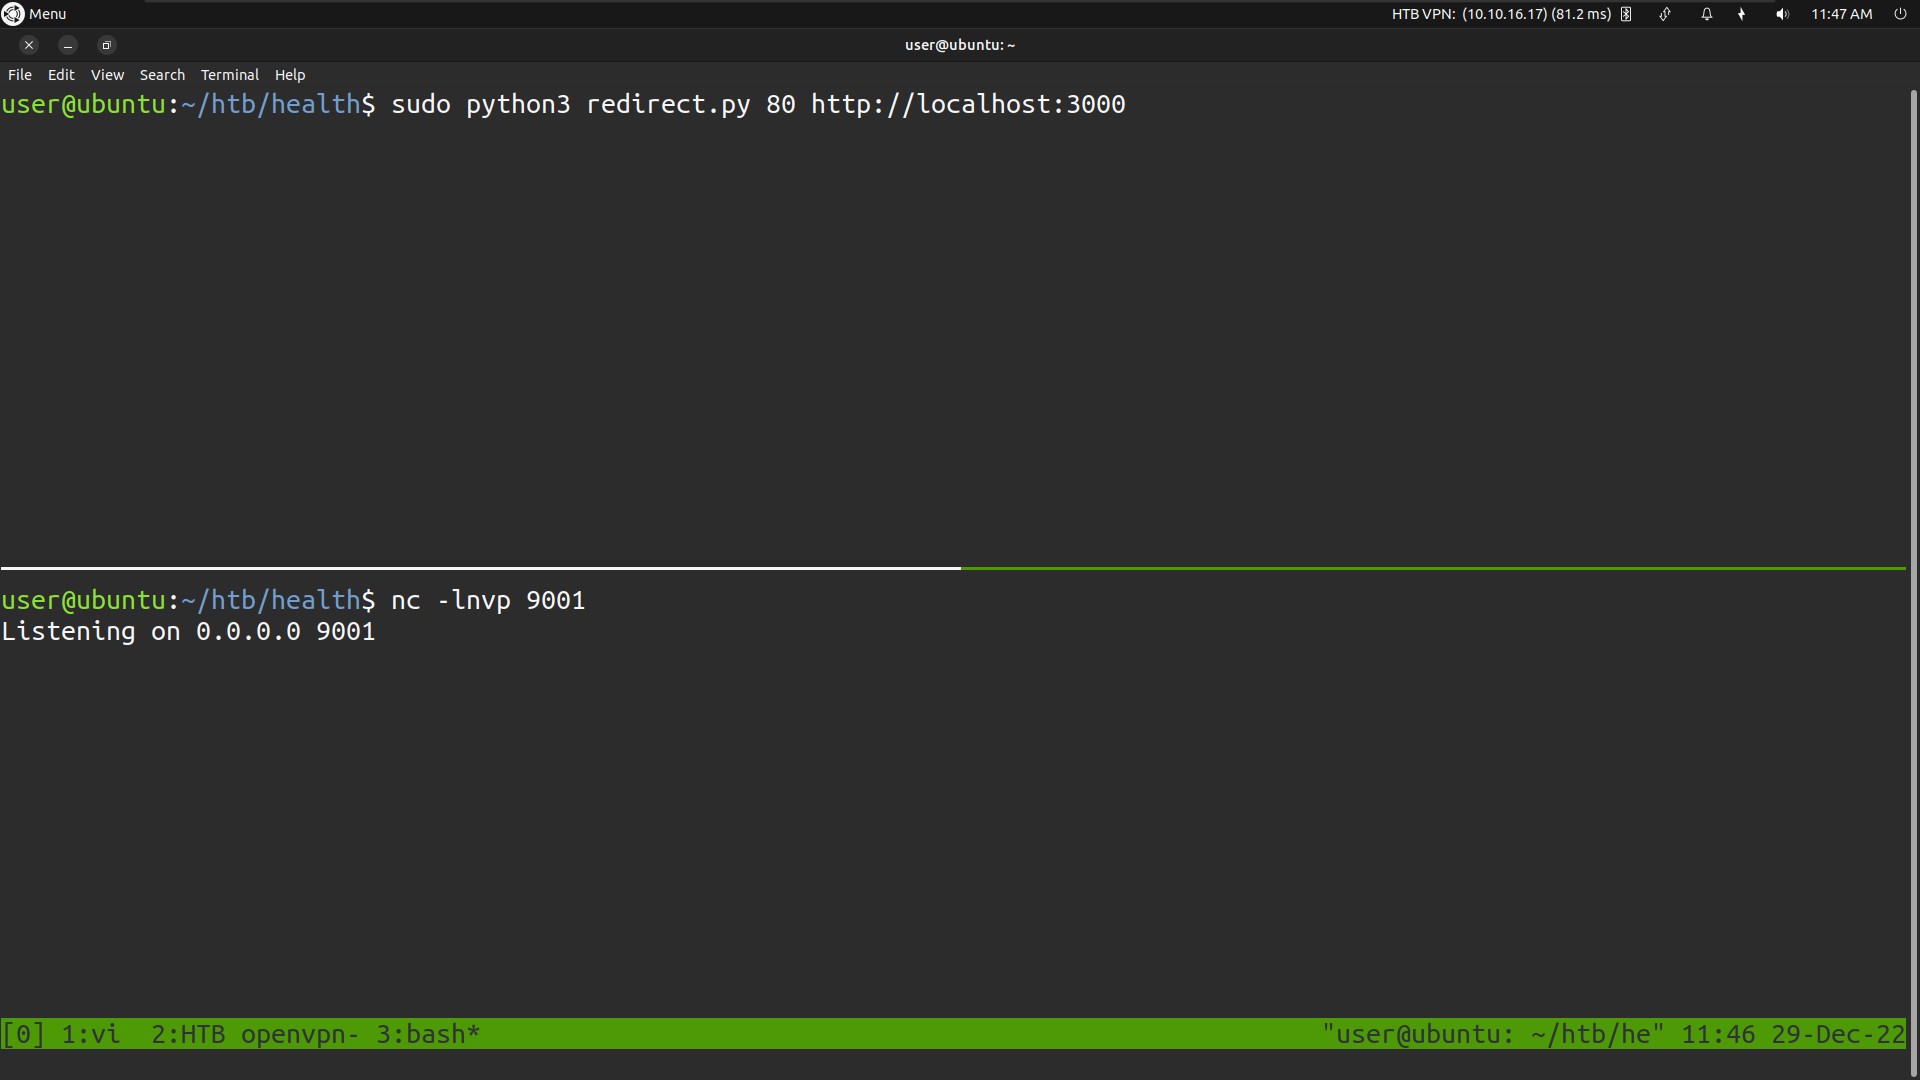 Menu HTB VPN: (10.10.16.17) (81.2 ms) 11:47 AM
user@ubuntu: ~
File Edit View Search Terminal Help
user@ubuntu:~/htb/health$ sudo python3 redirect.py 80 http://localhost:3000
user@ubuntu:~/htb/health$ nc -lnvp 9001
Listening on 0.0.0.0 9001
[0] 1:vi  2:HTB openvpn- 3:bash* "user@ubuntu: ~/htb/he" 11:46 29-Dec-22